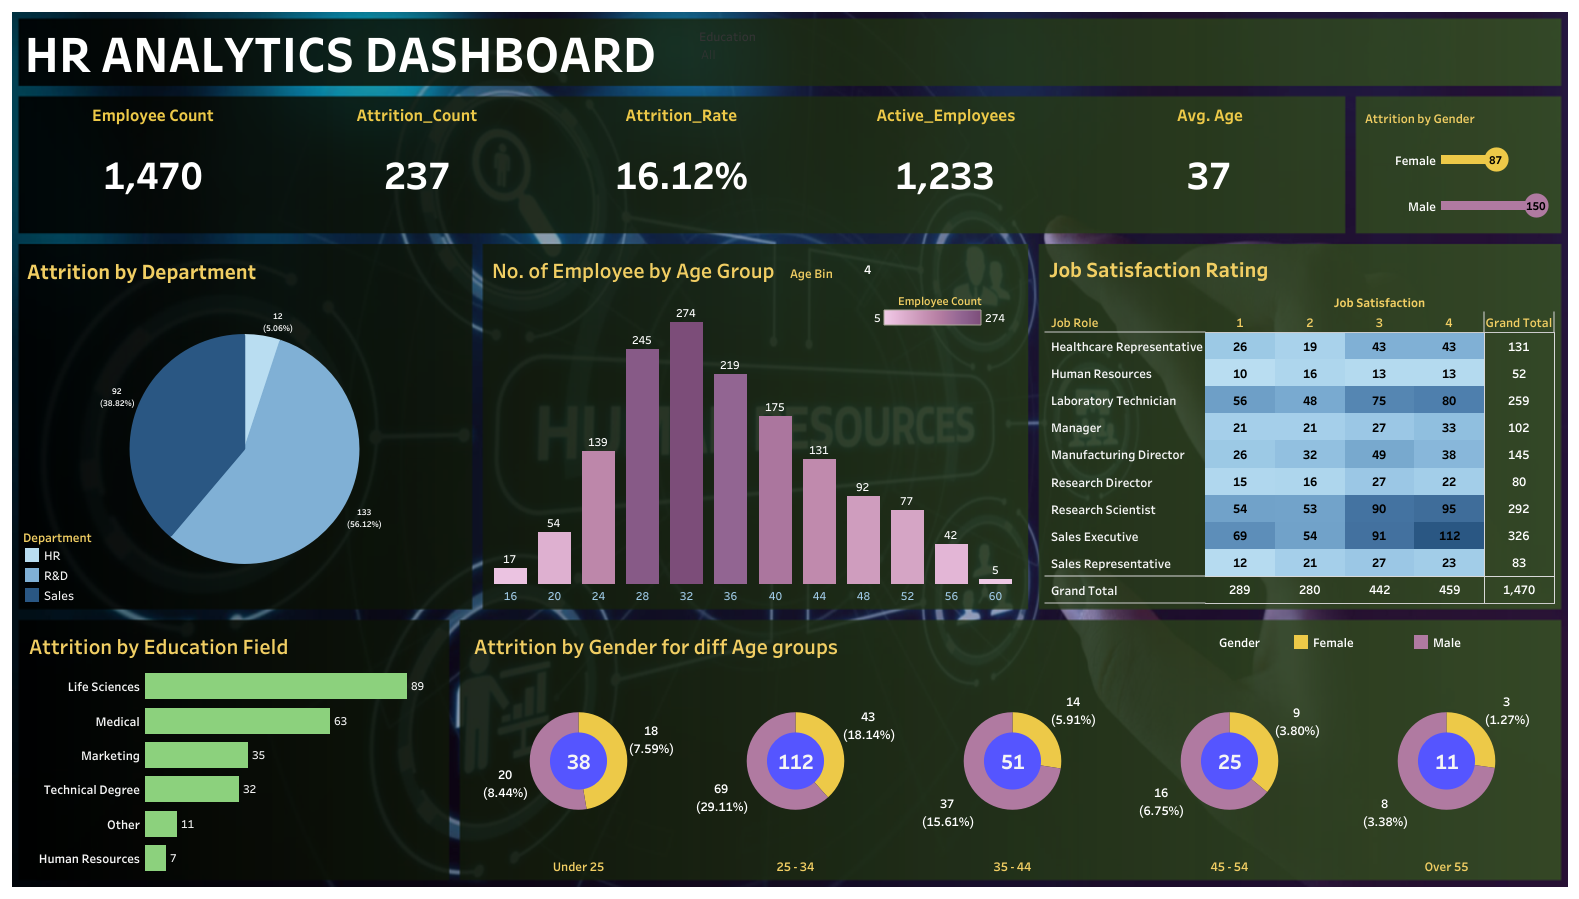 Education
All
HR ANALYTICS DASHBOARD
Employee Count Attrition_Count Attrition_Rate Active_Employees Avg. Age
1,470 237 16.12% 1,233 37
Attrition by Gender
Female 87
Male 150
Attrition by Department
12
(5.06%)
92
(38.82%)
133
(56.12%)
Department
HR
R&D
Sales
No. of Employee by Age Group Age Bin 4
Employee Count
5 274
17 54 139 245 274 219 175 131 92 77 42 5
16 20 24 28 32 36 40 44 48 52 56 60
HUMAN RESOURCES
Job Satisfaction Rating
Job Satisfaction
Job Role 1 2 3 4 Grand Total
Healthcare Representative 26 19 43 43 131
Human Resources 10 16 13 13 52
Laboratory Technician 56 48 75 80 259
Manager 21 21 27 33 102
Manufacturing Director 26 32 49 38 145
Research Director 15 16 27 22 80
Research Scientist 54 53 90 95 292
Sales Executive 69 54 91 112 326
Sales Representative 12 21 27 23 83
Grand Total 289 280 442 459 1,470
Attrition by Education Field
Life Sciences 89
Medical 63
Marketing 35
Technical Degree 32
Other 11
Human Resources 7
Attrition by Gender for diff Age groups
Gender Female Male
18
(7.59%)
38
20
(8.44%)
Under 25
43
(18.14%)
112
69
(29.11%)
25 - 34
14
(5.91%)
51
37
(15.61%)
35 - 44
9
(3.80%)
25
16
(6.75%)
45 - 54
3
(1.27%)
11
8
(3.38%)
Over 55